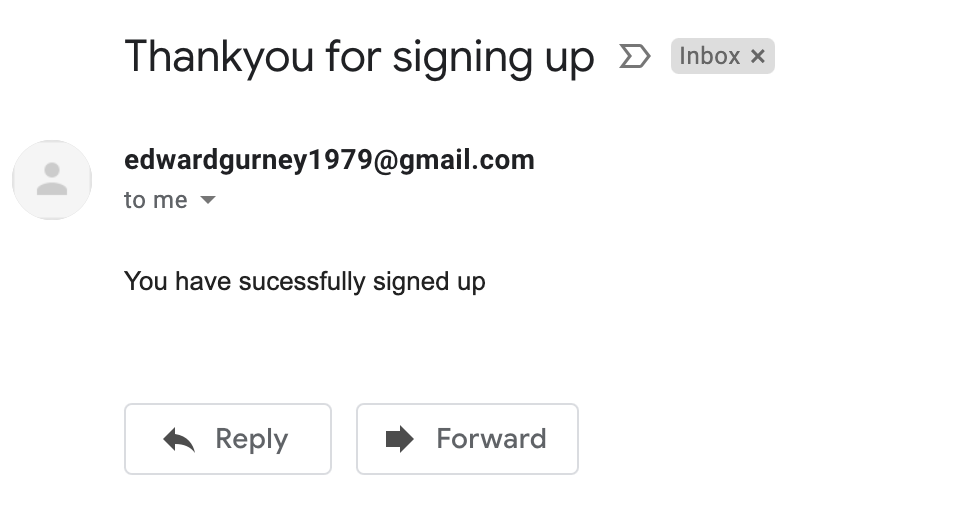 Thankyou for signing up Inbox ×
edwardgurney1979@gmail.com
to me
You have sucessfully signed up
Reply Forward